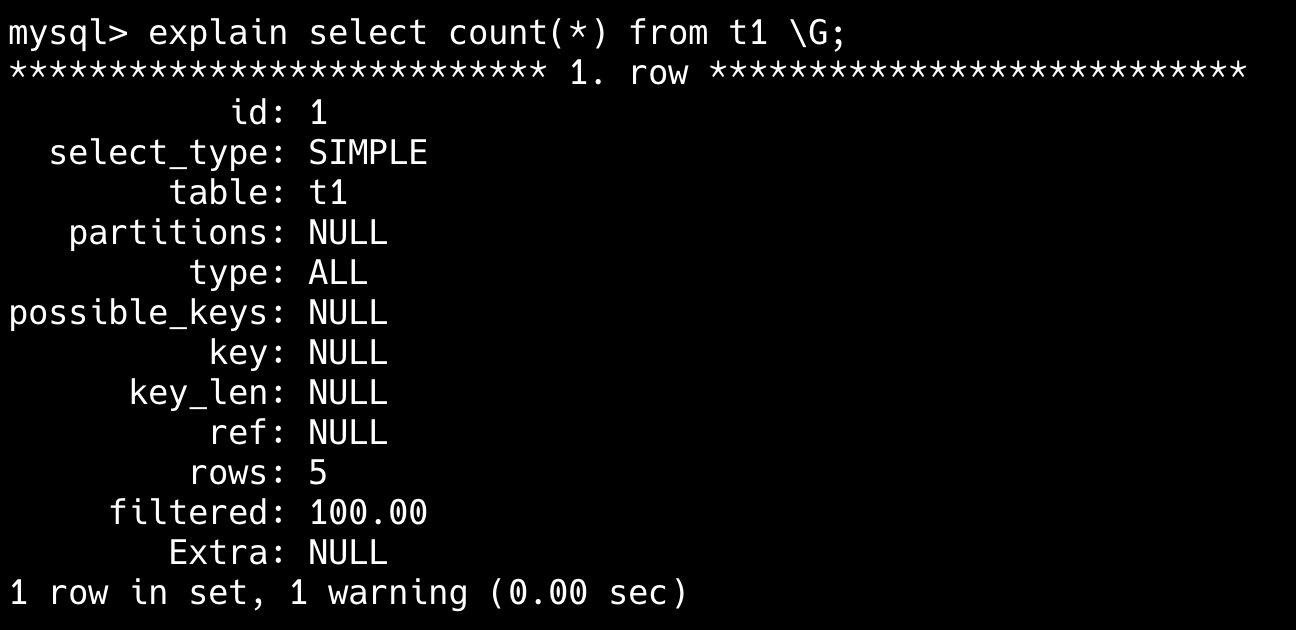 mysql> explain select count(*) from t1 \G;
*************************** 1. row ***************************
           id: 1
  select_type: SIMPLE
        table: t1
   partitions: NULL
         type: ALL
possible_keys: NULL
          key: NULL
      key_len: NULL
          ref: NULL
         rows: 5
     filtered: 100.00
        Extra: NULL
1 row in set, 1 warning (0.00 sec)